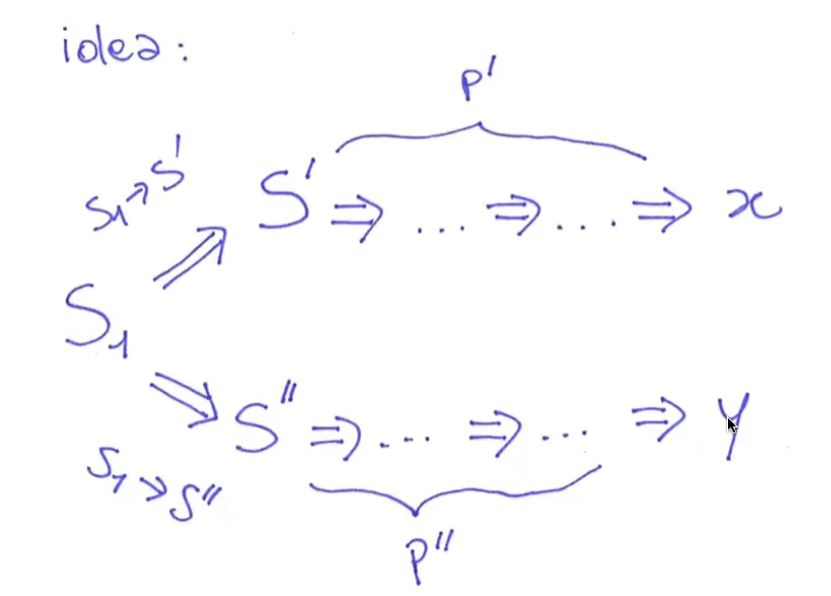 idea:
P'
S₁→S'
S' ⇒ ... ⇒ ... ⇒ x
⇗
S₁
⇘
S'' ⇒ ... ⇒ ... ⇒ y
S₁→S''
P''